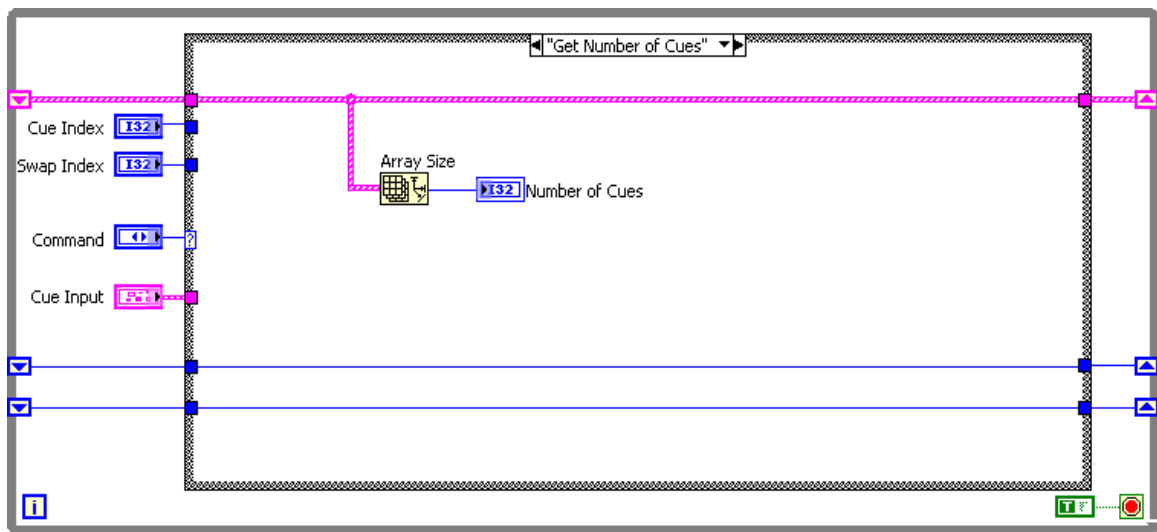 "Get Number of Cues"
Cue Index I32
Swap Index I32
Array Size
I32 Number of Cues
Command ?
Cue Input
i
T